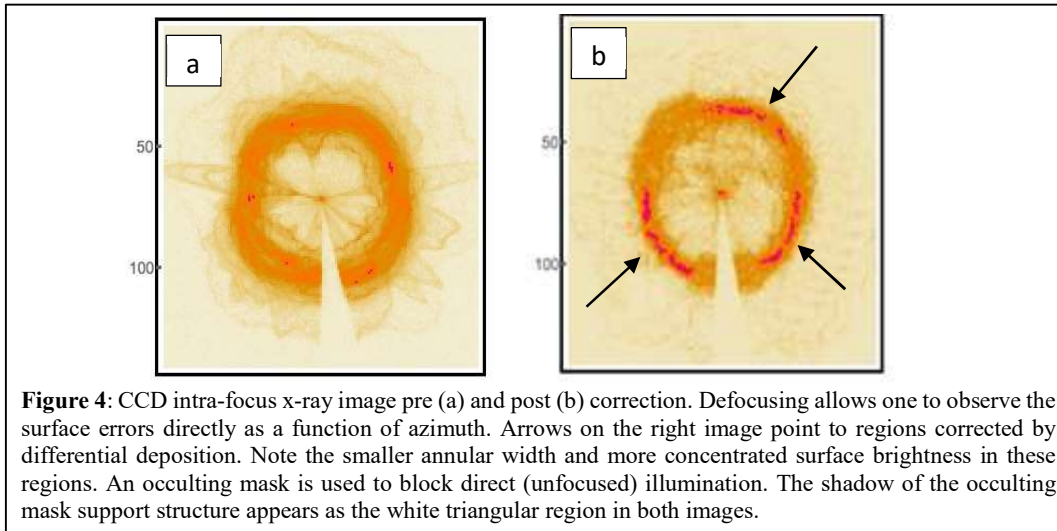 a
b
50
100
50
100
Figure 4: CCD intra-focus x-ray image pre (a) and post (b) correction. Defocusing allows one to observe the
surface errors directly as a function of azimuth. Arrows on the right image point to regions corrected by
differential deposition. Note the smaller annular width and more concentrated surface brightness in these
regions. An occulting mask is used to block direct (unfocused) illumination. The shadow of the occulting
mask support structure appears as the white triangular region in both images.